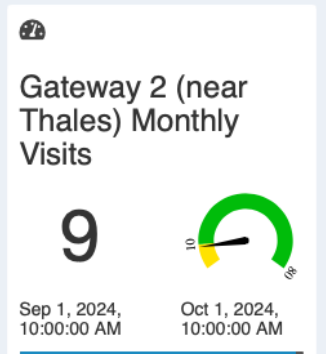 Gateway 2 (near
Thales) Monthly
Visits
9
10
80
Sep 1, 2024,
10:00:00 AM
Oct 1, 2024,
10:00:00 AM